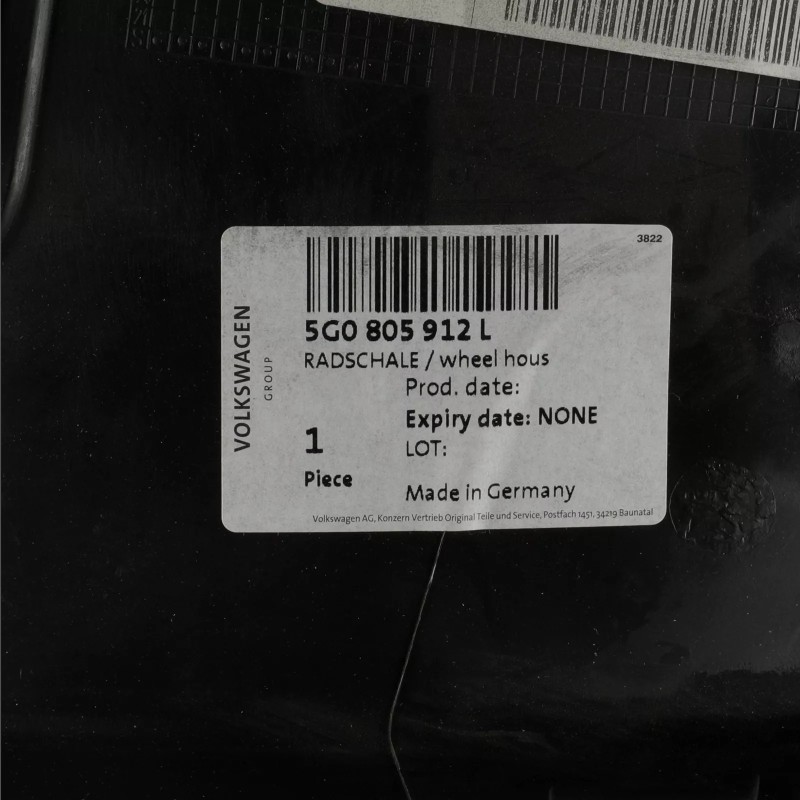 3822
VOLKSWAGEN
GROUP
5G0 805 912 L
RADSCHALE / wheel hous
Prod. date:
Expiry date: NONE
1
LOT:
Piece
Made in Germany
Volkswagen AG, Konzern Vertrieb Original Teile und Service, Postfach 1451, 34219 Baunatal